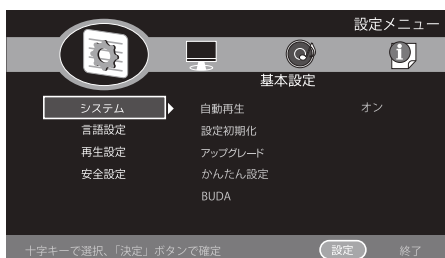 設定メニュー
基本設定
システム
自動再生 オン
言語設定
設定初期化
再生設定
アップグレード
安全設定
かんたん設定
BUDA
十字キーで選択、「決定」ボタンで確定 設定 終了